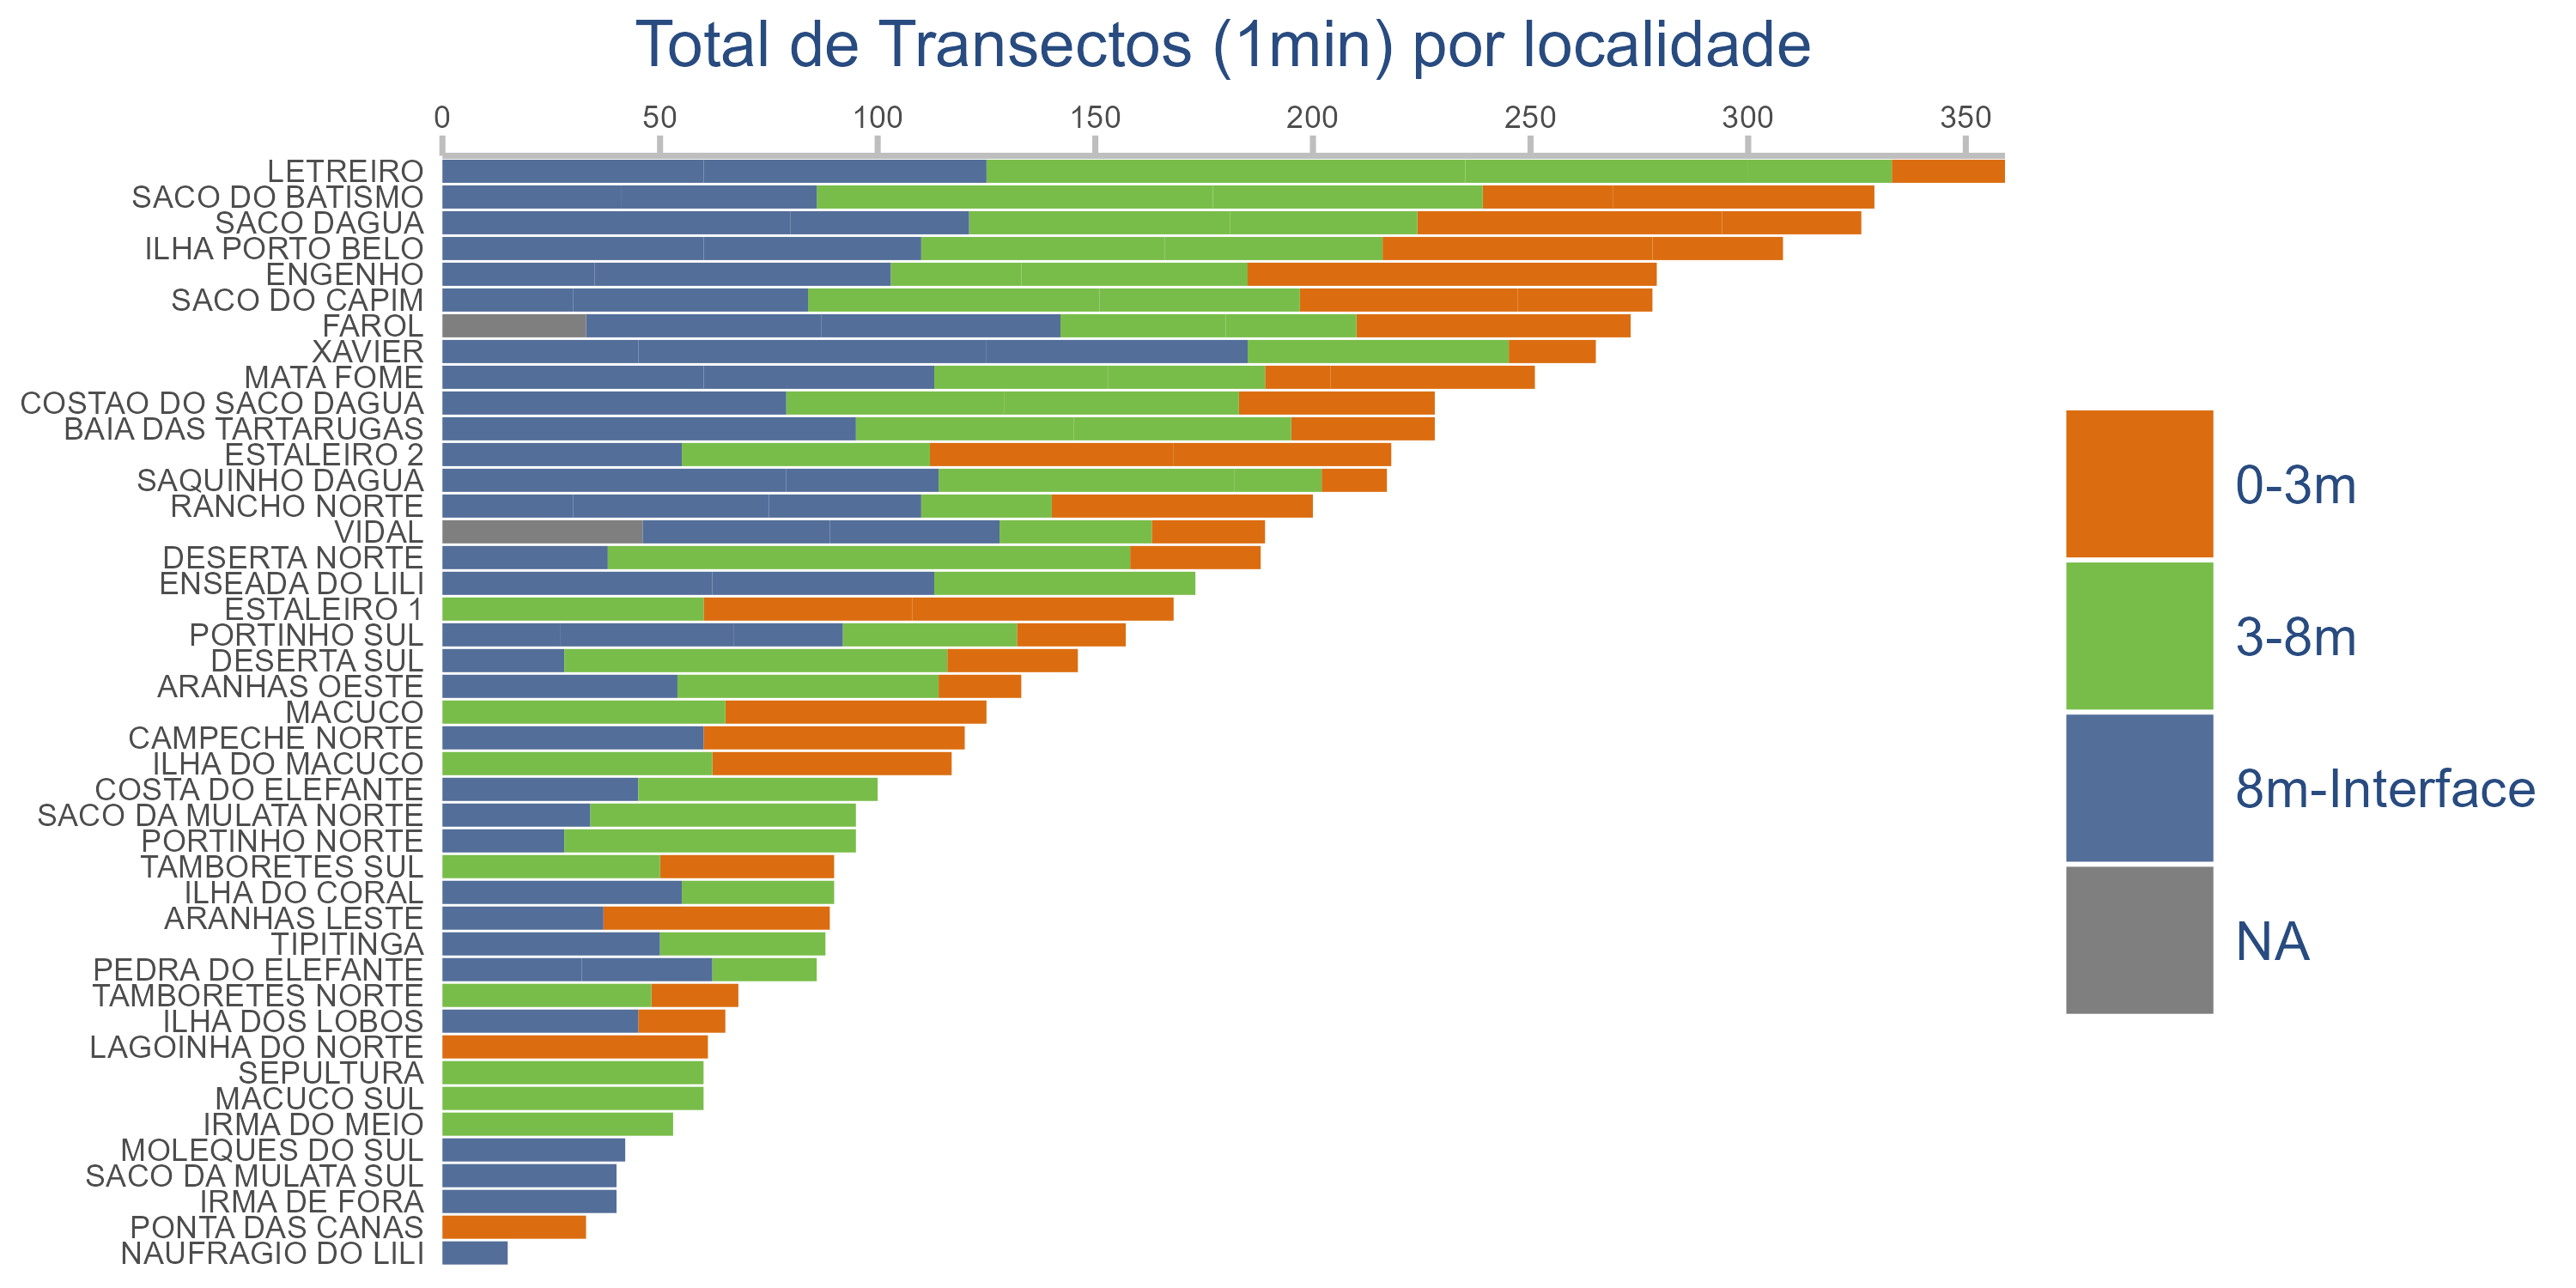 Total de Transectos (1min) por localidade
0 50 100 150 200 250 300 350
LETREIRO
SACO DO BATISMO
SACO DAGUA
ILHA PORTO BELO
ENGENHO
SACO DO CAPIM
FAROL
XAVIER
MATA FOME
COSTAO DO SACO DAGUA
BAIA DAS TARTARUGAS
ESTALEIRO 2
SAQUINHO DAGUA
RANCHO NORTE
VIDAL
DESERTA NORTE
ENSEADA DO LILI
ESTALEIRO 1
PORTINHO SUL
DESERTA SUL
ARANHAS OESTE
MACUCO
CAMPECHE NORTE
ILHA DO MACUCO
COSTA DO ELEFANTE
SACO DA MULATA NORTE
PORTINHO NORTE
TAMBORETES SUL
ILHA DO CORAL
ARANHAS LESTE
TIPITINGA
PEDRA DO ELEFANTE
TAMBORETES NORTE
ILHA DOS LOBOS
LAGOINHA DO NORTE
SEPULTURA
MACUCO SUL
IRMA DO MEIO
MOLEQUES DO SUL
SACO DA MULATA SUL
IRMA DE FORA
PONTA DAS CANAS
NAUFRAGIO DO LILI
0-3m
3-8m
8m-Interface
NA